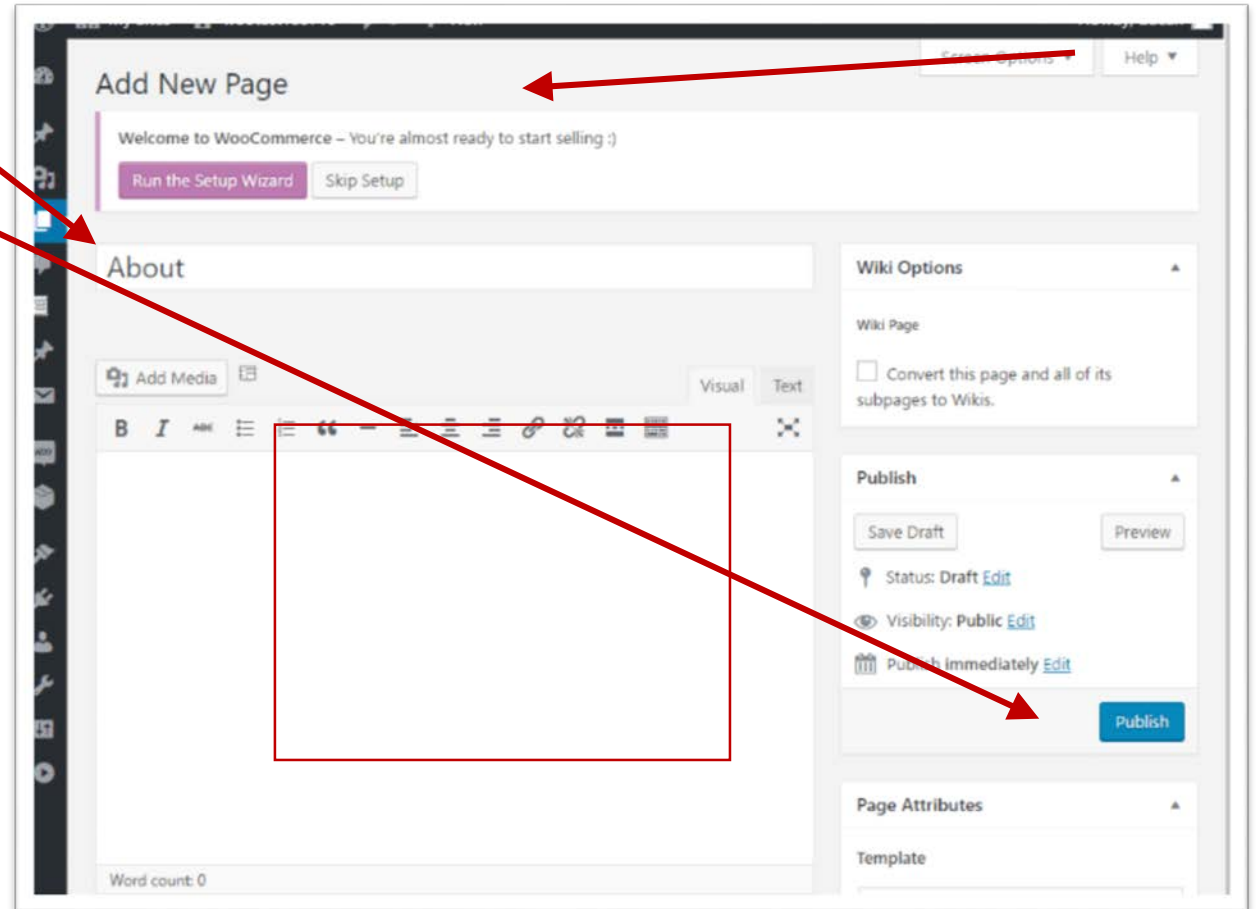 Screen Options Help
Add New Page
Welcome to WooCommerce – You're almost ready to start selling :)
Run the Setup Wizard Skip Setup
About
Add Media
Visual Text
B I ABC
Word count: 0
Wiki Options
Wiki Page
Convert this page and all of its
subpages to Wikis.
Publish
Save Draft Preview
Status: Draft Edit
Visibility: Public Edit
Publish immediately Edit
Publish
Page Attributes
Template